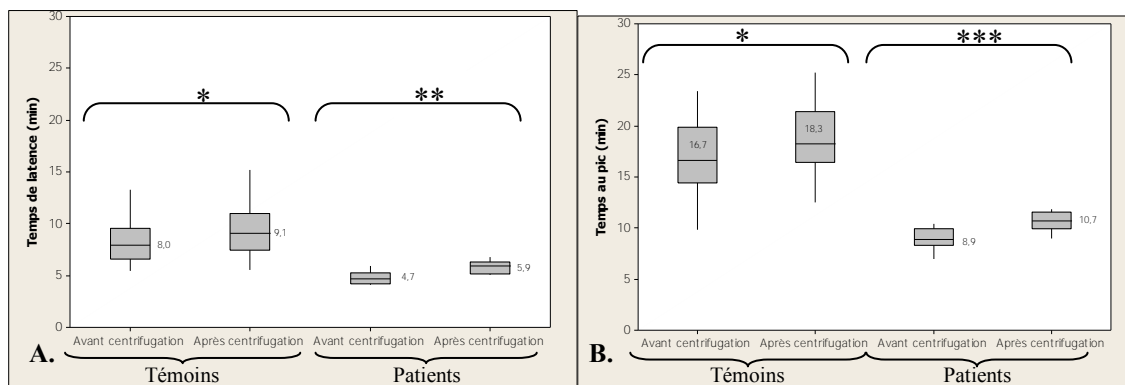 30
25
20
15
10
5
0
Temps de latence (min)
*
**
8,0
9,1
4,7
5,9
Avant centrifugation
Après centrifugation
Avant centrifugation
Après centrifugation
A.
Témoins
Patients
30
25
20
15
10
5
0
Temps au pic (min)
*
***
16,7
18,3
8,9
10,7
Avant centrifugation
Après centrifugation
Avant centrifugation
Après centrifugation
B.
Témoins
Patients